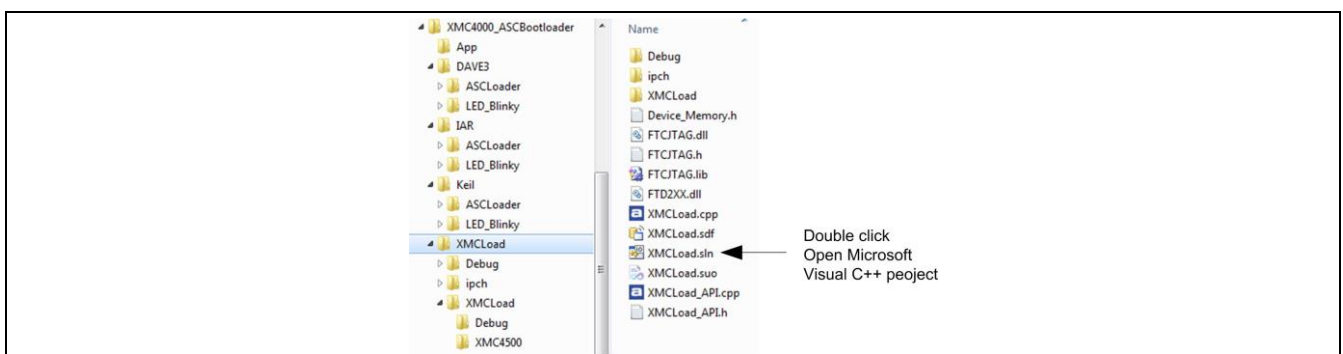 XMC4000_ASCBootloader
App
DAVE3
ASCLoader
LED_Blinky
IAR
ASCLoader
LED_Blinky
Keil
ASCLoader
LED_Blinky
XMCLoad
Debug
ipch
XMCLoad
Debug
XMC4500
Name
Debug
ipch
XMCLoad
Device_Memory.h
FTCJTAG.dll
FTCJTAG.h
FTCJTAG.lib
FTD2XX.dll
XMCLoad.cpp
XMCLoad.sdf
XMCLoad.sln
XMCLoad.suo
XMCLoad_API.cpp
XMCLoad_API.h
Double click
Open Microsoft
Visual C++ peoject